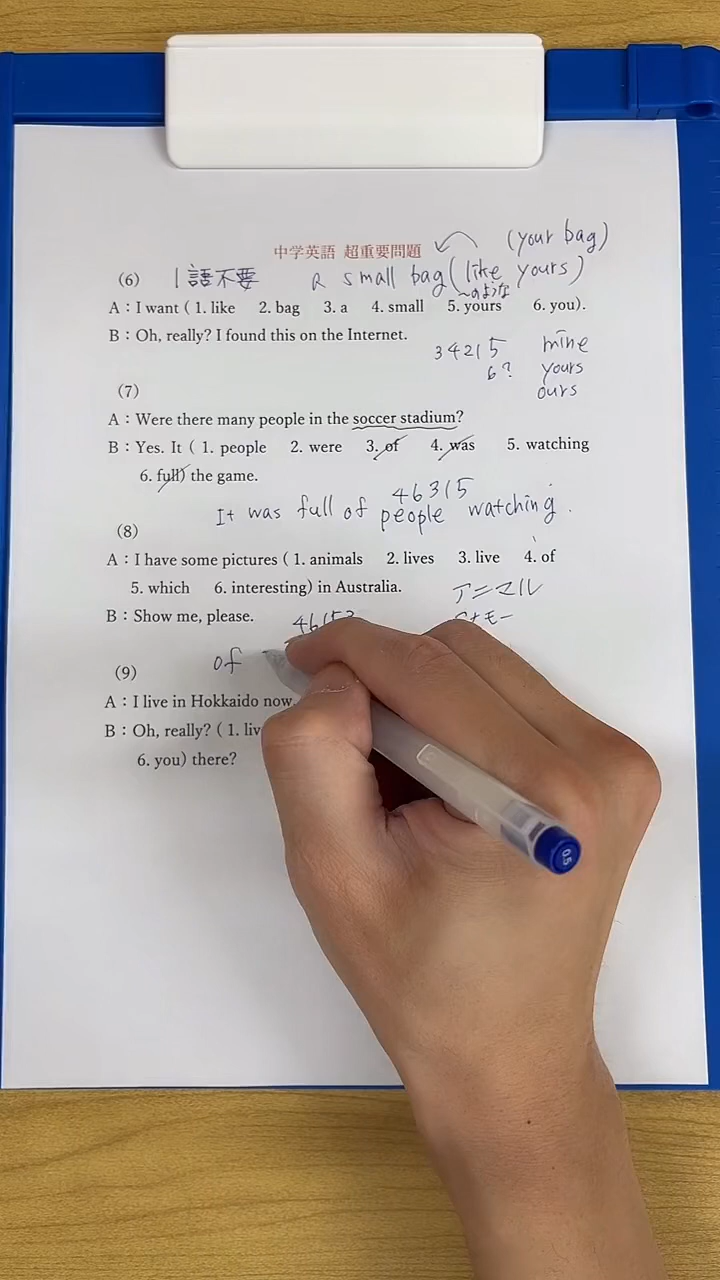 中学英語 超重要問題
(your bag)
(6) 1語不要 a small bag (like yours)
~のような
A：I want ( 1. like 2. bag 3. a 4. small 5. yours 6. you).
B：Oh, really? I found this on the Internet.
34215 mine
6? yours
ours
(7)
A：Were there many people in the soccer stadium?
B：Yes. It ( 1. people 2. were 3. of 4. was 5. watching
6. full) the game.
46315
It was full of people watching.
(8)
A：I have some pictures ( 1. animals 2. lives 3. live 4. of
5. which 6. interesting) in Australia.
アニマル
B：Show me, please.
of
(9)
A：I live in Hokkaido now.
B：Oh, really? ( 1. liv
6. you) there?
0.5